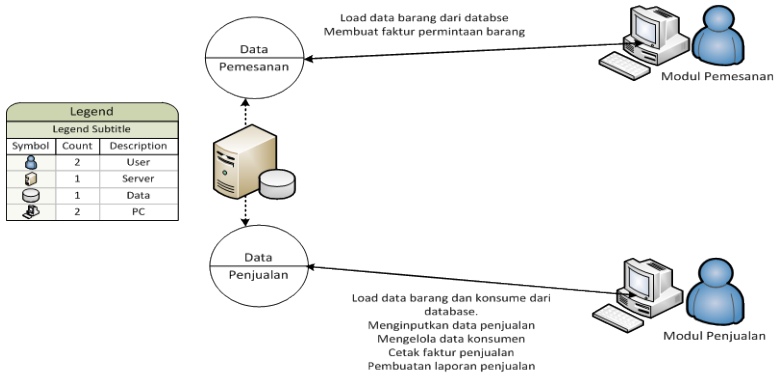 Load data barang dari databse
Membuat faktur permintaan barang
Data
Pemesanan
Modul Pemesanan
Legend
Legend Subtitle
Symbol Count Description
2 User
1 Server
1 Data
2 PC
Data
Penjualan
Load data barang dan konsume dari
database.
Menginputkan data penjualan
Mengelola data konsumen
Cetak faktur penjualan
Pembuatan laporan penjualan
Modul Penjualan